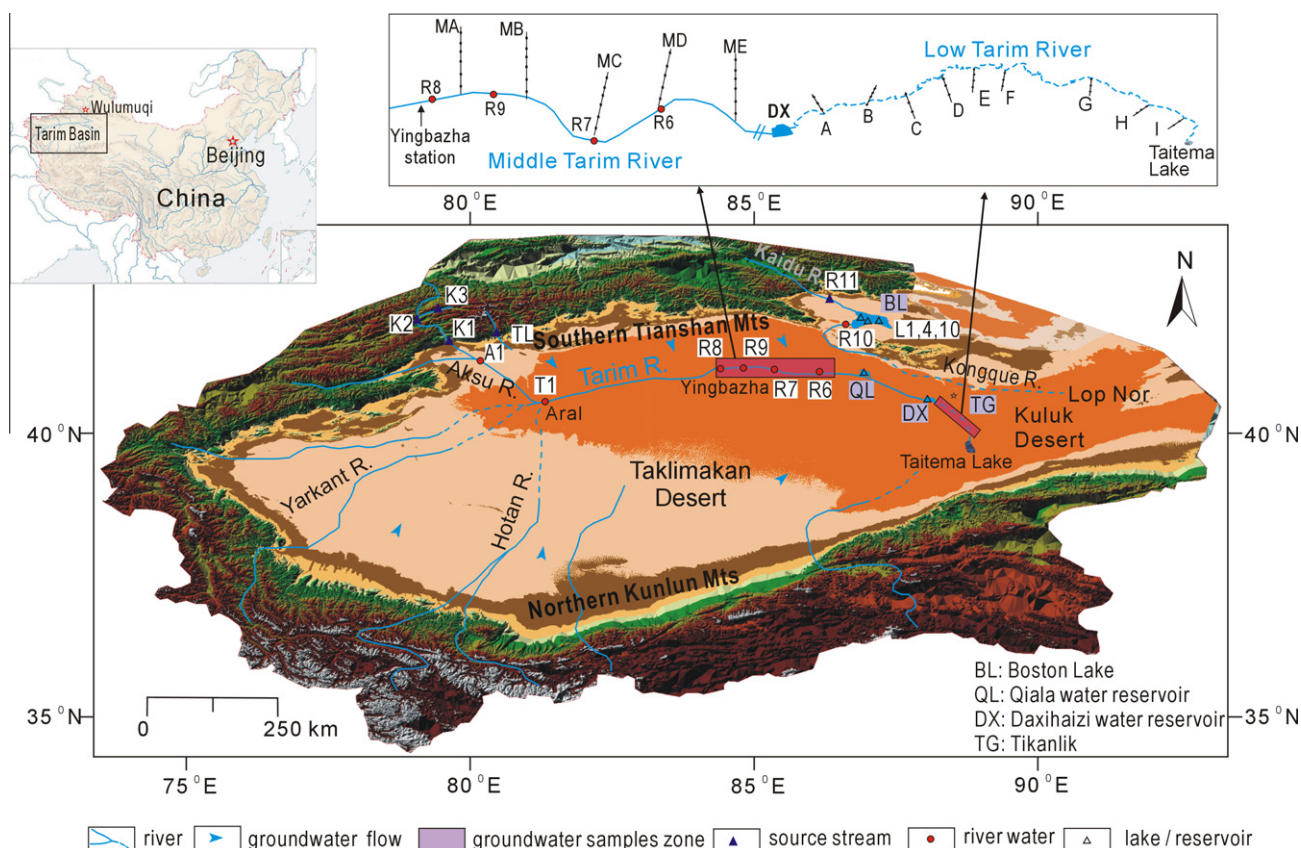 Wulumuqi
Tarim Basin
Beijing
China
MA
MB
MC
MD
ME
R8
R9
R7
R6
Yingbazha
station
Middle Tarim River
DX
Low Tarim River
A
B
C
D
E
F
G
H
I
Taitema
Lake
80 °E
85 °E
90 °E
N
Kaidu R.
R11
BL
L1,4,10
R10
K3
K2
K1
TL
A1
Southern Tianshan Mts
Aksu R.
T1
Aral
Tarim R.
R8
R9
Yingbazha
R7
R6
QL
Kongque R.
Lop Nor
DX
TG
Kuluk
Desert
Taitema Lake
40 °N
40 °N
Yarkant R.
Hotan R.
Taklimakan
Desert
Northern Kunlun Mts
BL: Boston Lake
QL: Qiala water reservoir
DX: Daxihaizi water reservoir
TG: Tikanlik
0
250 km
35 °N
35 °N
75 °E
80 °E
85 °E
90 °E
river
groundwater flow
groundwater samples zone
source stream
river water
lake / reservoir